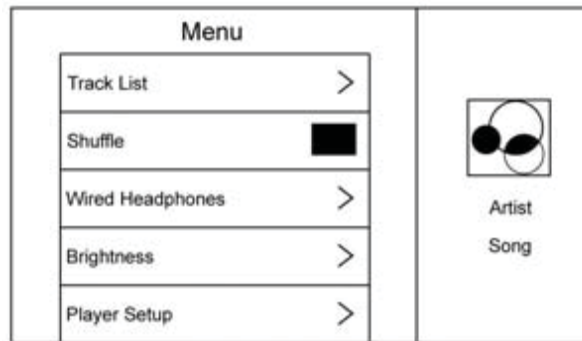 Menu
Track List
Shuffle
Wired Headphones
Brightness
Player Setup
Artist
Song